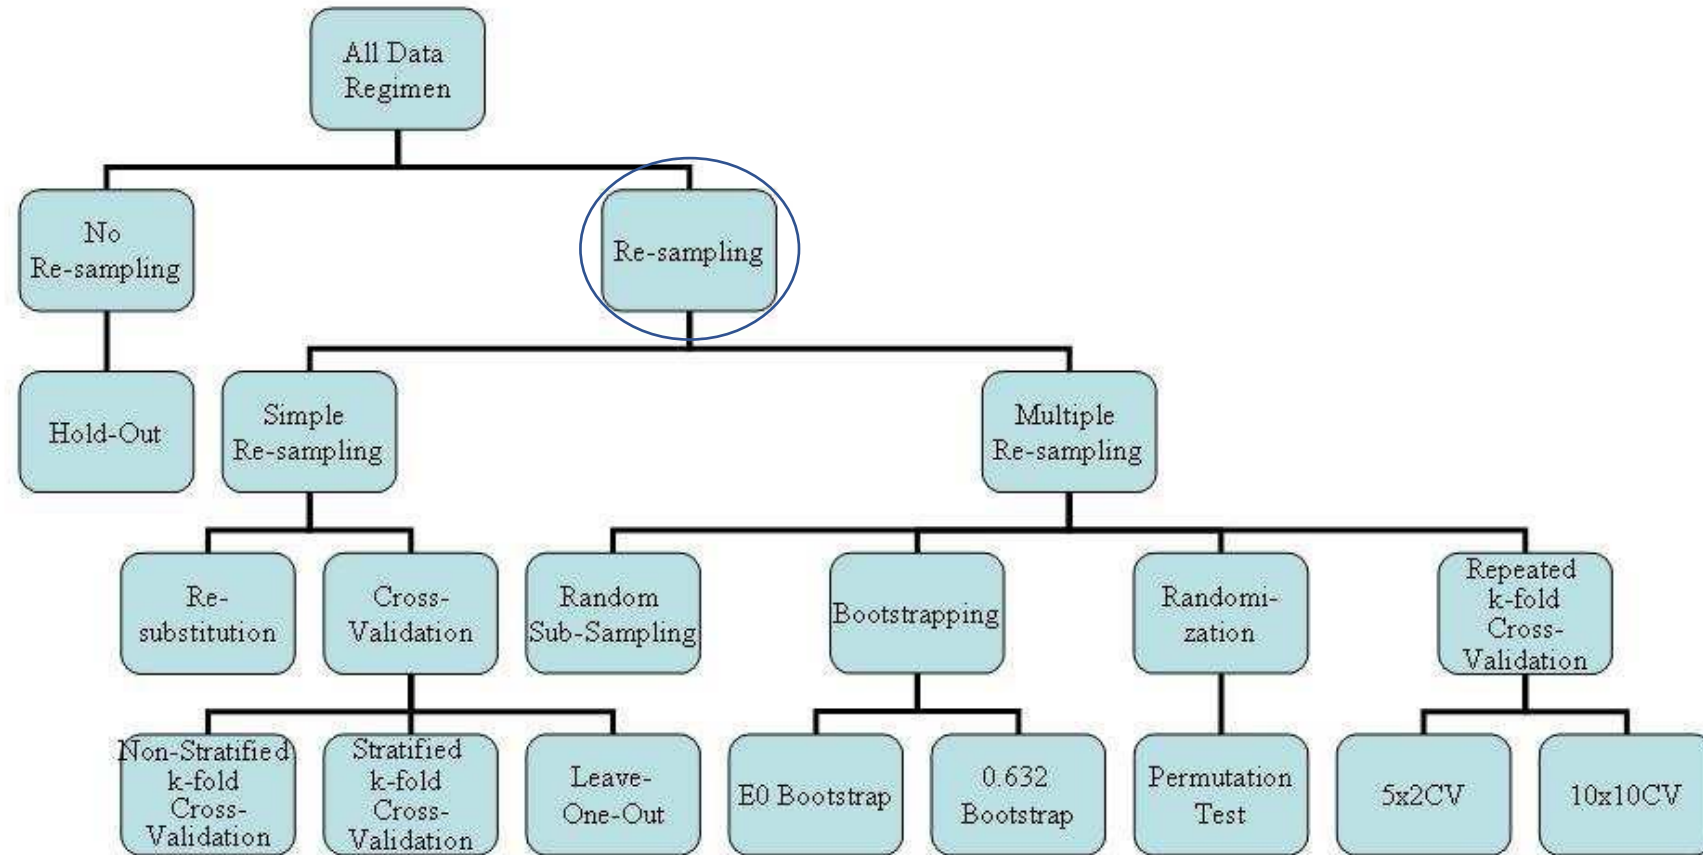 All Data
Regimen
No
Re-sampling
Re-sampling
Hold-Out
Simple
Re-sampling
Multiple
Re-sampling
Re-
substitution
Cross-
Validation
Random
Sub-Sampling
Bootstrapping
Randomi-
zation
Repeated
k-fold
Cross-
Validation
Non-Stratified
k-fold
Cross-
Validation
Stratified
k-fold
Cross-
Validation
Leave-
One-Out
E0 Bootstrap
0.632
Bootstrap
Permutation
Test
5x2CV
10x10CV